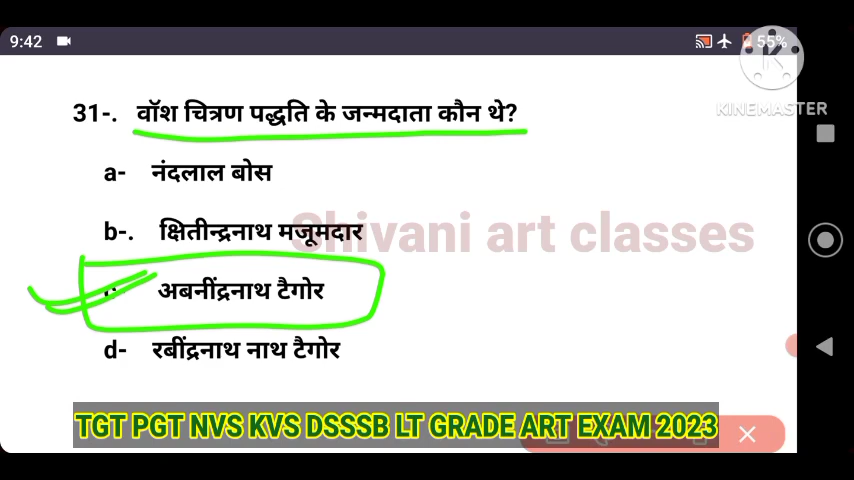 9:42
55%
KINEMASTER
31-. वॉश चित्रण पद्धति के जन्मदाता कौन थे?
a- नंदलाल बोस
b-. क्षितीन्द्रनाथ मजूमदार
Shivani art classes
अबनींद्रनाथ टैगोर
d- रबींद्रनाथ नाथ टैगोर
TGT PGT NVS KVS DSSSB LT GRADE ART EXAM 2023